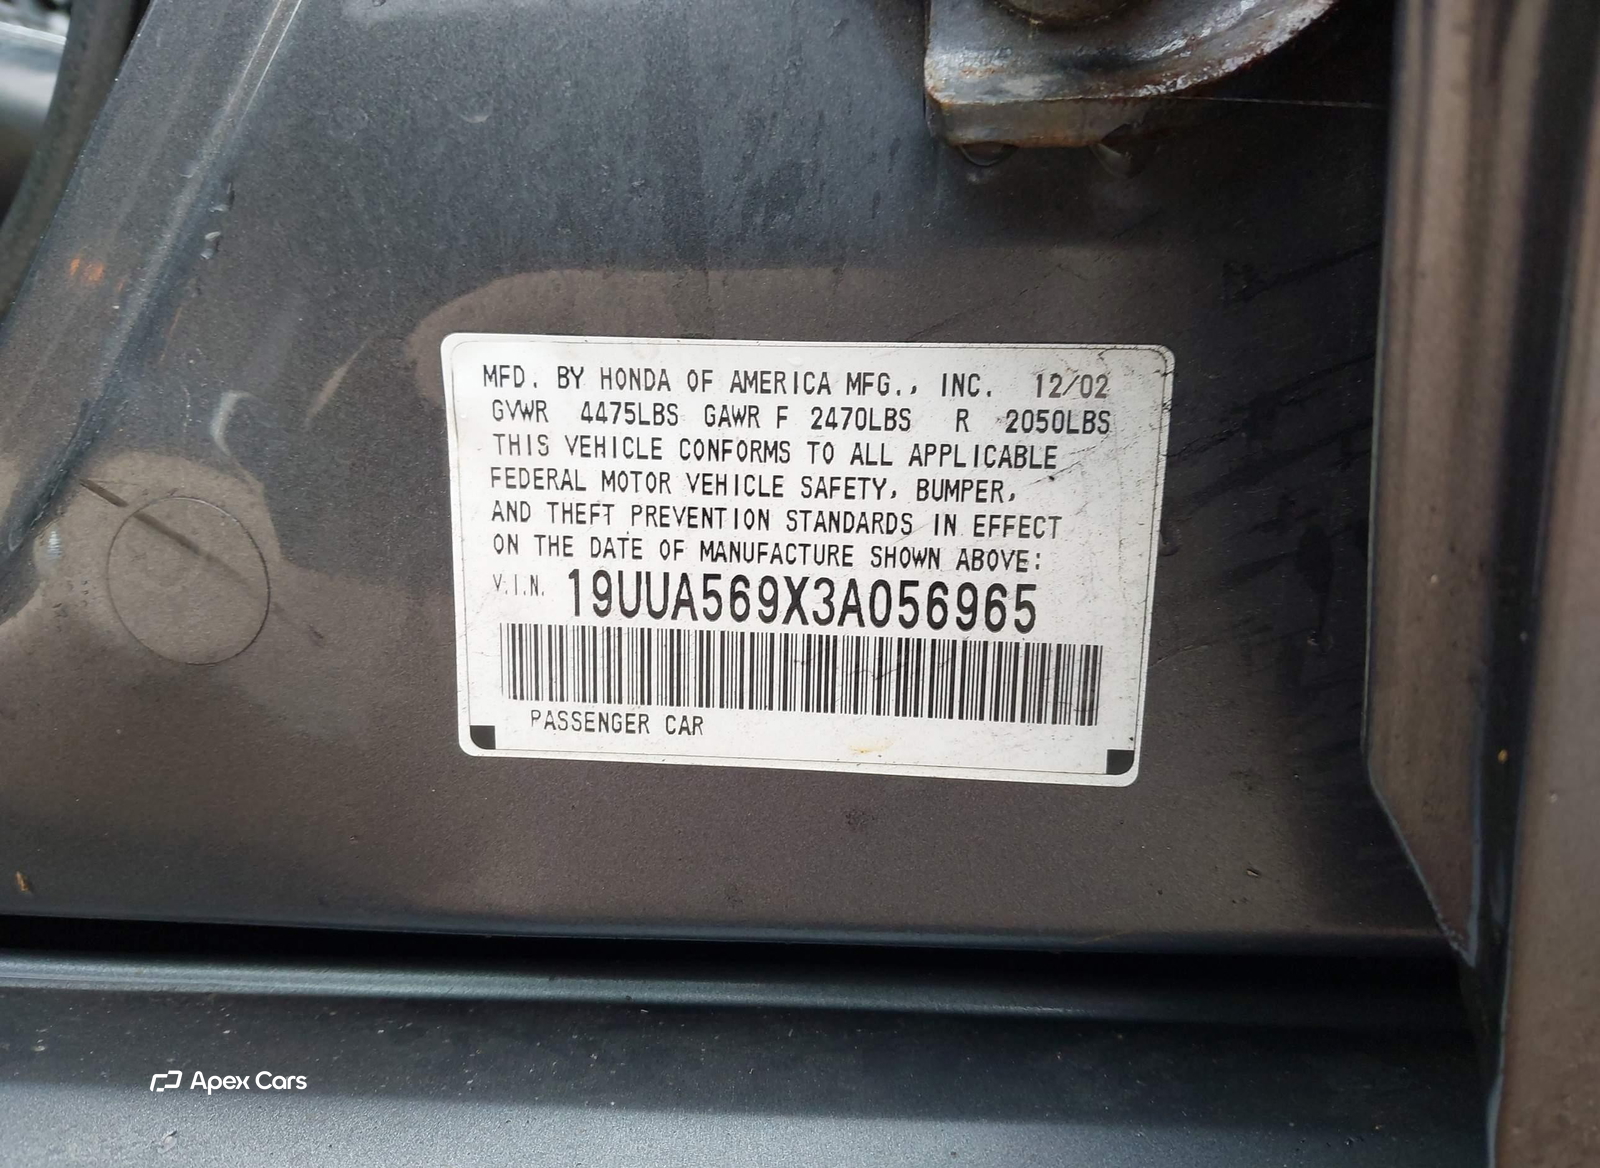 MFD. BY HONDA OF AMERICA MFG., INC. 12/02
GVWR 4475LBS GAWR F 2470LBS R 2050LBS
THIS VEHICLE CONFORMS TO ALL APPLICABLE
FEDERAL MOTOR VEHICLE SAFETY, BUMPER,
AND THEFT PREVENTION STANDARDS IN EFFECT
ON THE DATE OF MANUFACTURE SHOWN ABOVE:
V.I.N. 19UUA569X3A056965
PASSENGER CAR
Apex Cars